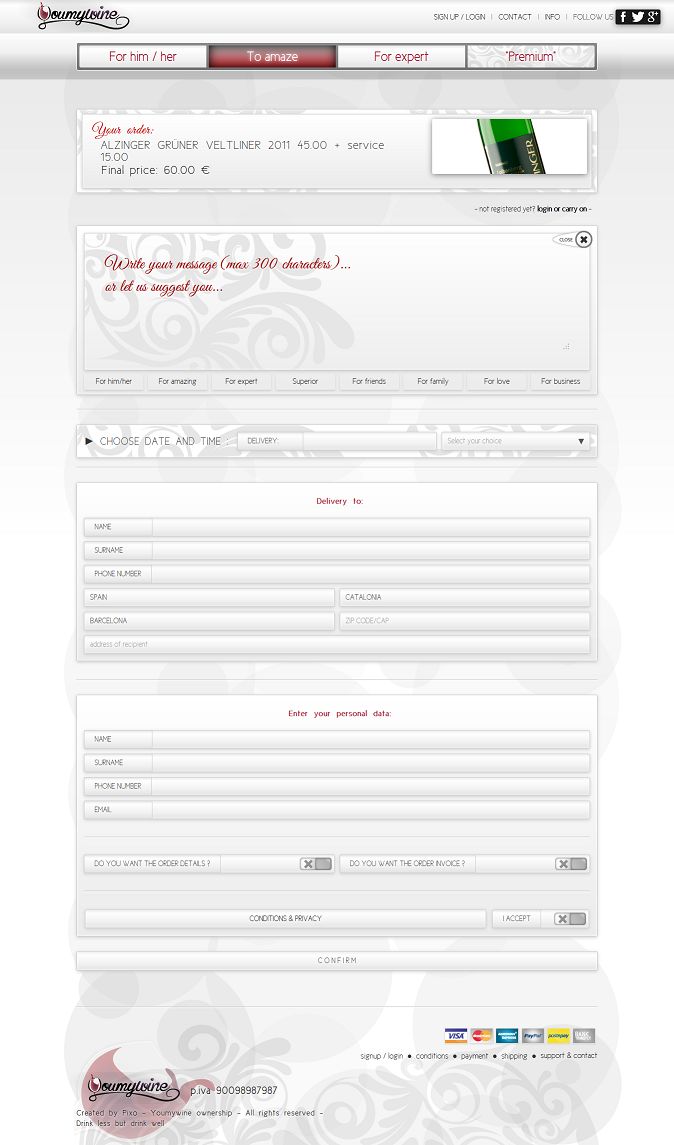 Youmywine
SIGN UP / LOGIN | CONTACT | INFO | FOLLOW US
For him / her
To amaze
For expert
"Premium"
Your order:
ALZINGER GRÜNER VELTLINER 2011 45.00 + service
15.00
Final price: 60.00 €
INGER
- not registered yet? login or carry on -
CLOSE
Write your message (max 300 characters)...
or let us suggest you...
For him/her
For amazing
For expert
Superior
For friends
For family
For love
For business
► CHOOSE DATE AND TIME :
DELIVERY:
Select your choice
Delivery to:
NAME
SURNAME
PHONE NUMBER
SPAIN
CATALONIA
BARCELONA
ZIP CODE/CAP
address of recipient
Enter your personal data:
NAME
SURNAME
PHONE NUMBER
EMAIL
DO YOU WANT THE ORDER DETAILS ?
DO YOU WANT THE ORDER INVOICE ?
CONDITIONS & PRIVACY
I ACCEPT
CONFIRM
VISA MasterCard PayPal postepay
signup / login ● conditions ● payment ● shipping ● support & contact
Youmywine
p.iva 90098987987
Created by Pixo - Youmywine ownership - All rights reserved -
Drink less but drink well